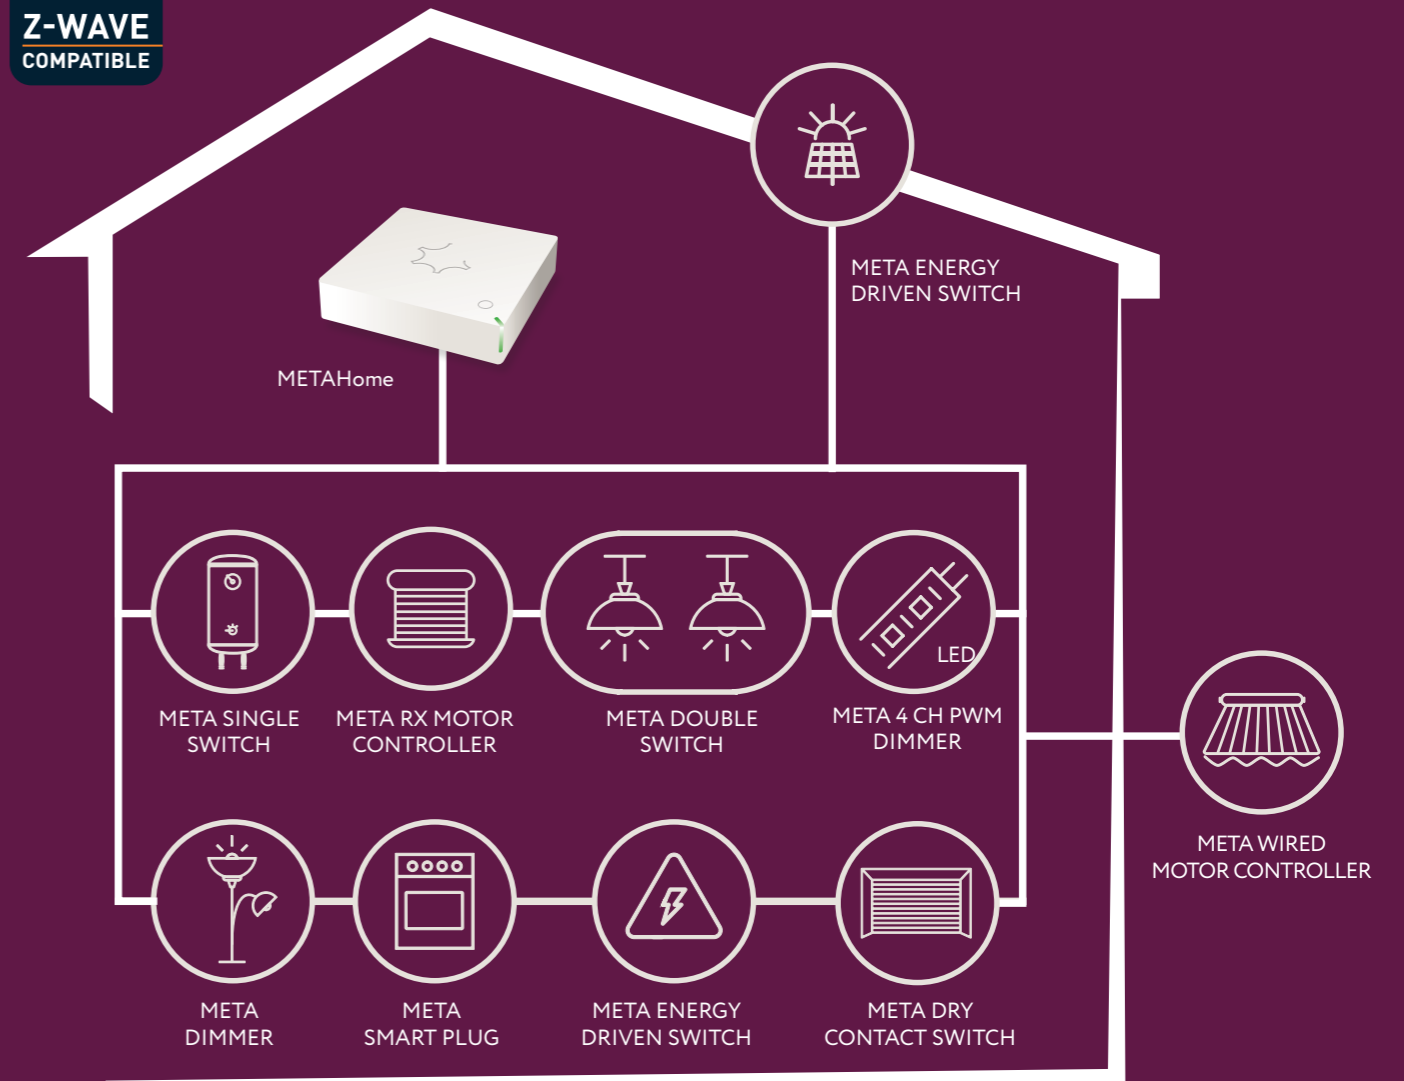 Z-WAVE
COMPATIBLE
META ENERGY
DRIVEN SWITCH
METAHome
LED
META SINGLE
SWITCH
META RX MOTOR
CONTROLLER
META DOUBLE
SWITCH
META 4 CH PWM
DIMMER
META WIRED
MOTOR CONTROLLER
META
DIMMER
META
SMART PLUG
META ENERGY
DRIVEN SWITCH
META DRY
CONTACT SWITCH